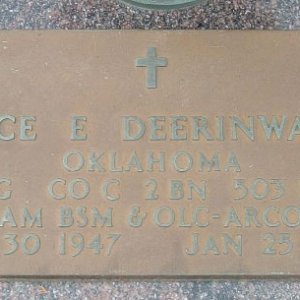 CE E DEERINWA
OKLAHOMA
G CO C 2 BN 503
AM BSM & OLC-ARCO
30 1947 JAN 25